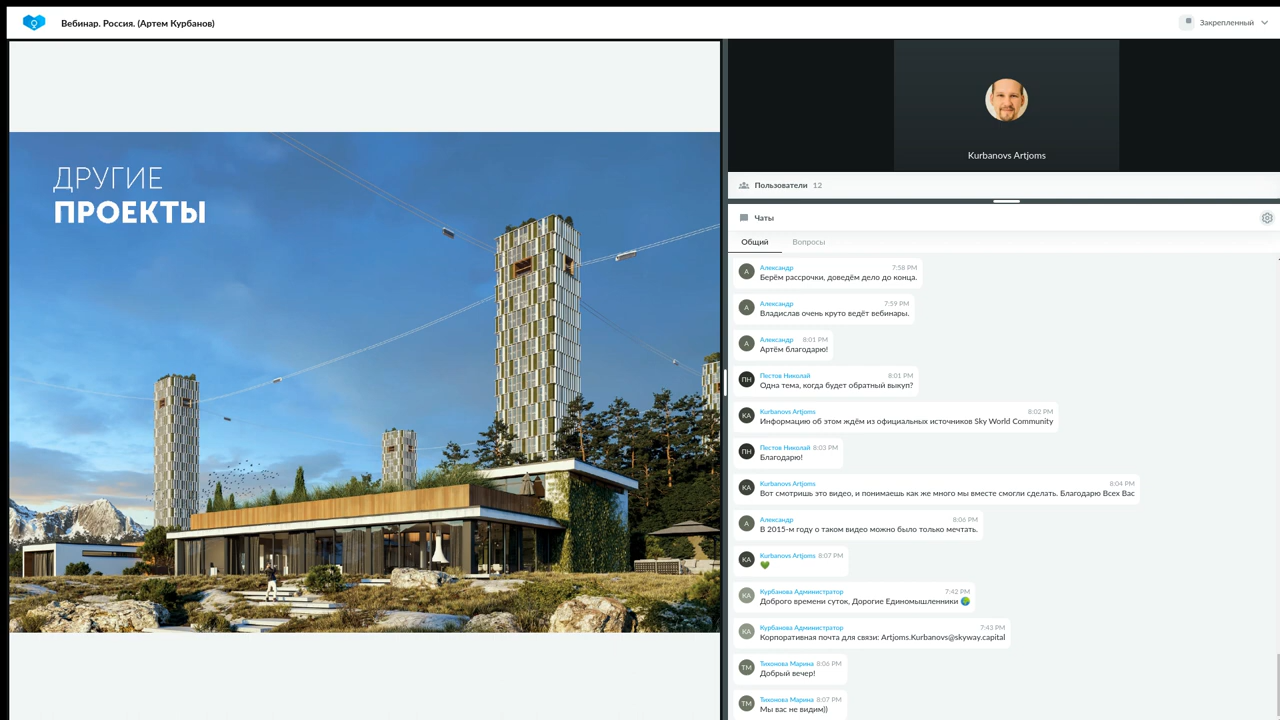 Вебинар. Россия. (Артем Курбанов)
Закрепленный
ДРУГИЕ
ПРОЕКТЫ
Kurbanovs Artjoms
Пользователи 12
Чаты
Общий Вопросы
А
Александр 7:58 PM
Берём рассрочки, доведём дело до конца.
А
Александр 7:59 PM
Владислав очень круто ведёт вебинары.
А
Александр 8:01 PM
Артём благодарю!
ПН
Пестов Николай 8:01 PM
Одна тема, когда будет обратный выкуп?
KA
Kurbanovs Artjoms 8:02 PM
Информацию об этом ждём из официальных источников Sky World Community
ПН
Пестов Николай 8:03 PM
Благодарю!
KA
Kurbanovs Artjoms 8:04 PM
Вот смотришь это видео, и понимаешь как же много мы вместе смогли сделать. Благодарю Всех Вас
А
Александр 8:06 PM
В 2015-м году о таком видео можно было только мечтать.
KA
Kurbanovs Artjoms 8:07 PM
💚
КА
Курбанова Администратор 7:42 PM
Доброго времени суток, Дорогие Единомышленники 🌍
КА
Курбанова Администратор 7:43 PM
Корпоративная почта для связи: Artjoms.Kurbanovs@skyway.capital
ТМ
Тихонова Марина 8:06 PM
Добрый вечер!
ТМ
Тихонова Марина 8:07 PM
Мы вас не видим))